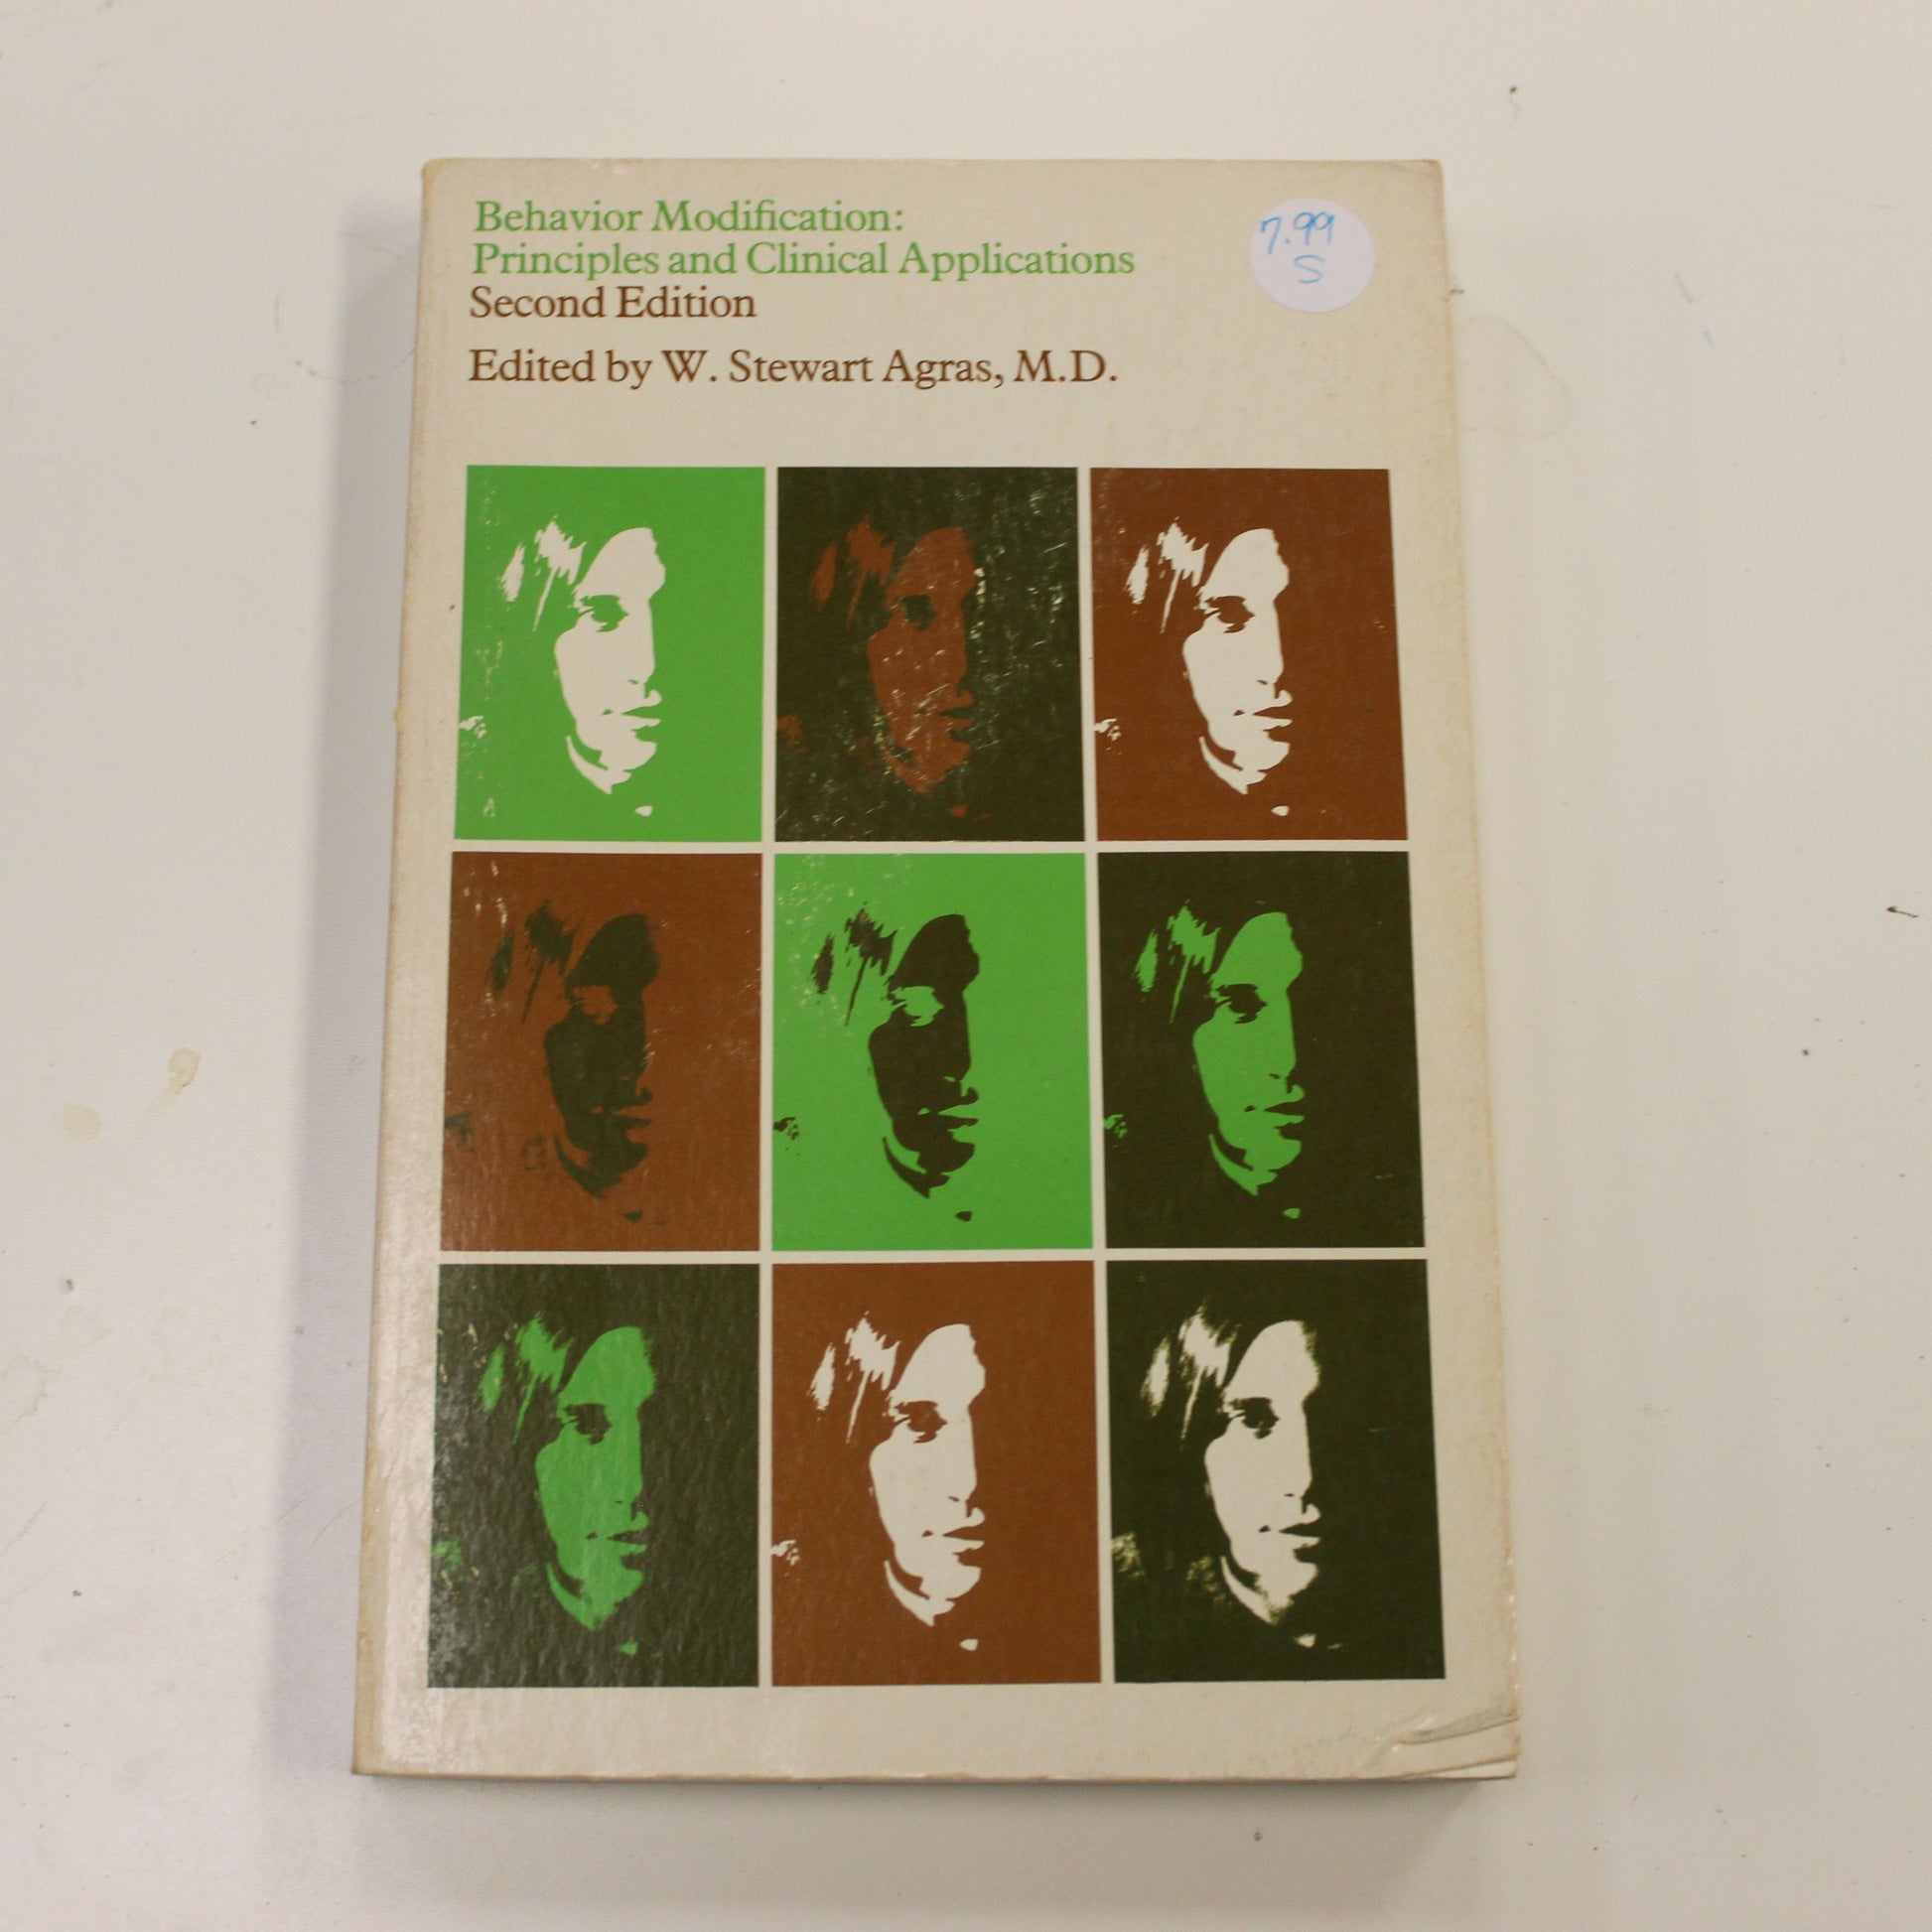 Behavior Modification:
Principles and Clinical Applications
Second Edition
Edited by W. Stewart Agras, M.D.
7.99
S